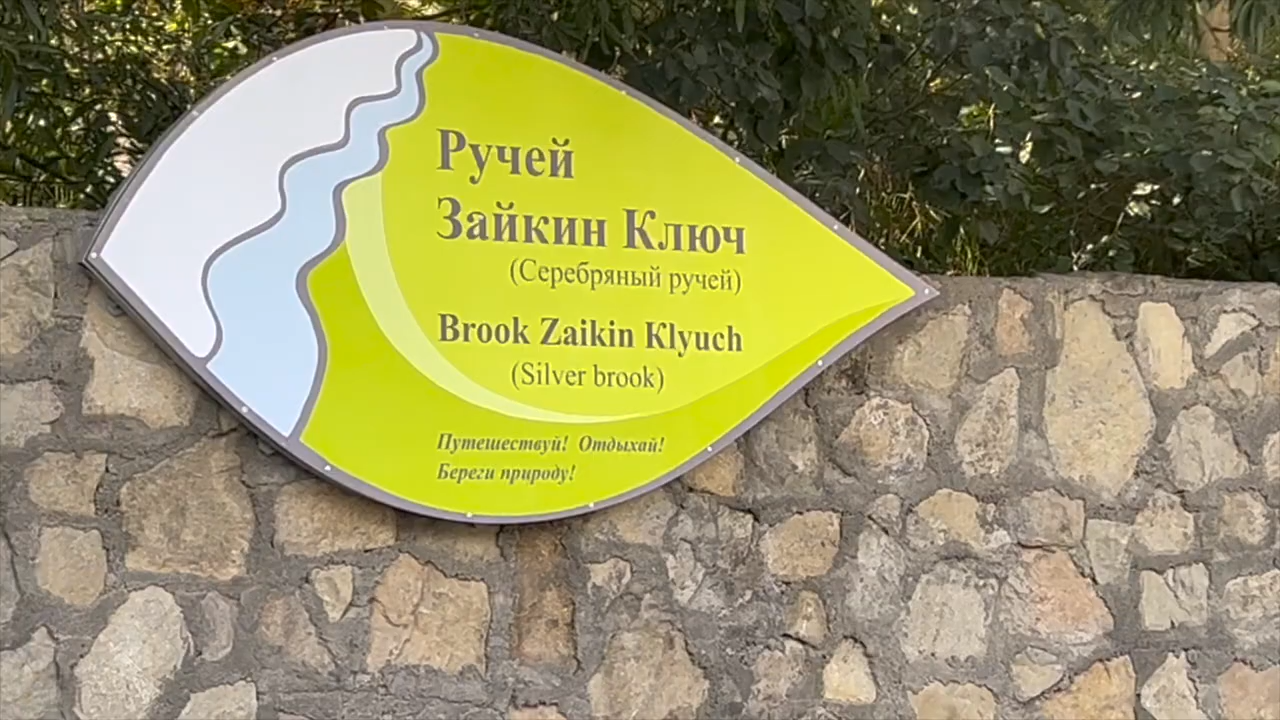 Ручей
Зайкин Ключ
(Серебряный ручей)
Brook Zaikin Klyuch
(Silver brook)
Путешествуй! Отдыхай!
Береги природу!